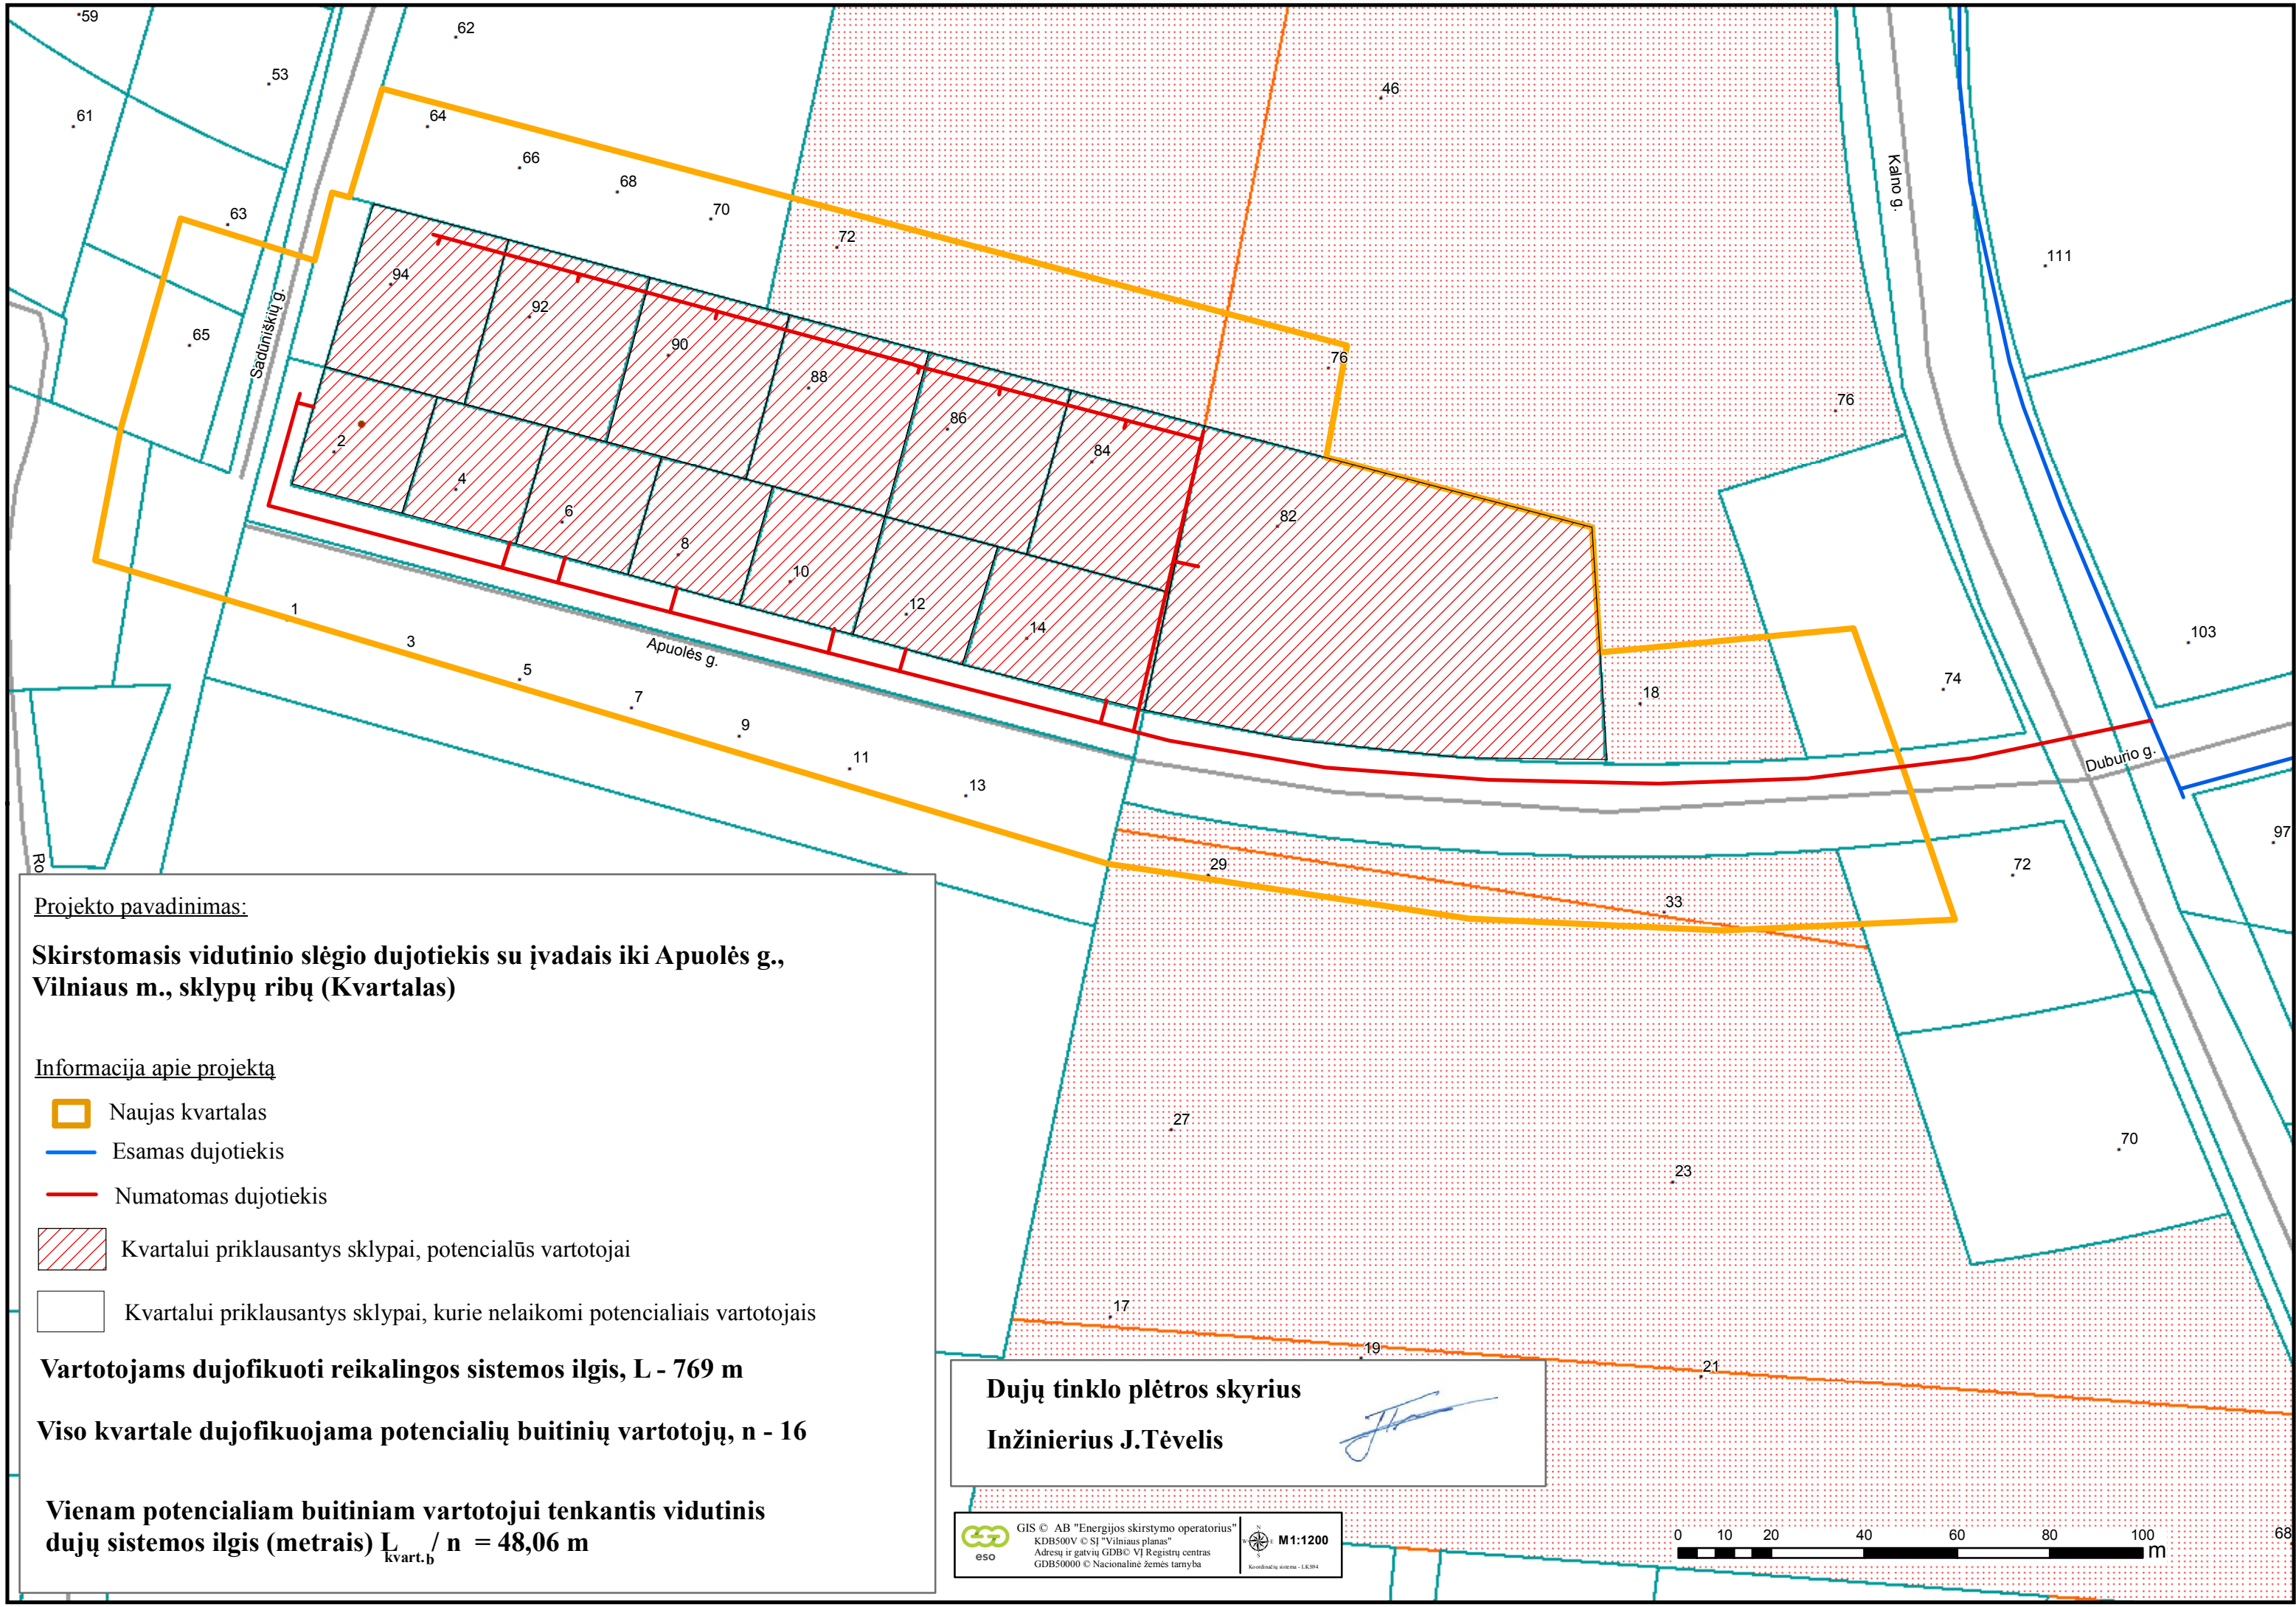 59
62
53
46
61
64
66
63
68
70
72
Kalno g.
111
94
92
65
Sadūniškių g.
90
76
88
76
86
2
84
4
6
82
8
10
1
12
103
3
14
Apuolės g.
5
74
18
7
9
11
Duburio g.
13
97
Ro
29
72
33
27
70
23
17
19
21
68
Projekto pavadinimas:
Skirstomasis vidutinio slėgio dujotiekis su įvadais iki Apuolės g.,
Vilniaus m., sklypų ribų (Kvartalas)
Informacija apie projektą
Naujas kvartalas
Esamas dujotiekis
Numatomas dujotiekis
Kvartalui priklausantys sklypai, potencialūs vartotojai
Kvartalui priklausantys sklypai, kurie nelaikomi potencialiais vartotojais
Vartotojams dujofikuoti reikalingos sistemos ilgis, L - 769 m
Viso kvartale dujofikuojama potencialių buitinių vartotojų, n - 16
Vienam potencialiam buitiniam vartotojui tenkantis vidutinis
dujų sistemos ilgis (metrais) L kvart.b / n = 48,06 m
Dujų tinklo plėtros skyrius
Inžinierius J.Tėvelis
eso
GIS © AB "Energijos skirstymo operatorius"
KDB500V © SĮ "Vilniaus planas"
Adresų ir gatvių GDB© VĮ Registrų centras
GDB50000 © Nacionalinė žemės tarnyba
N
W E
S
M1:1200
Koordinačių sistema - LKS94
0 10 20 40 60 80 100
m